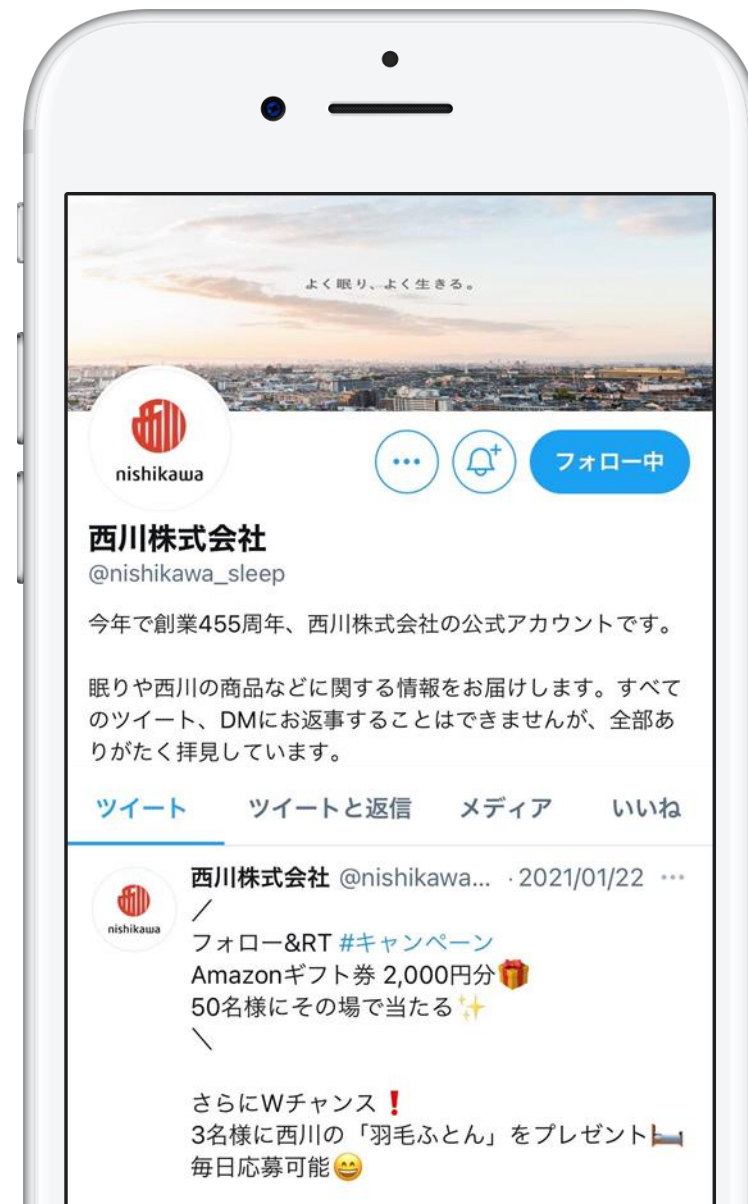 よく眠り、よく生きる。
nishikawa
フォロー中
西川株式会社
@nishikawa_sleep
今年で創業455周年、西川株式会社の公式アカウントです。
眠りや西川の商品などに関する情報をお届けします。すべて
のツイート、DMにお返事することはできませんが、全部あ
りがたく拝見しています。
ツイート ツイートと返信 メディア いいね
西川株式会社 @nishikawa... · 2021/01/22 ···
nishikawa
／
フォロー&RT #キャンペーン
Amazonギフト券 2,000円分🎁
50名様にその場で当たる✨
＼
さらにWチャンス❗
3名様に西川の「羽毛ふとん」をプレゼント🛏️
毎日応募可能😄